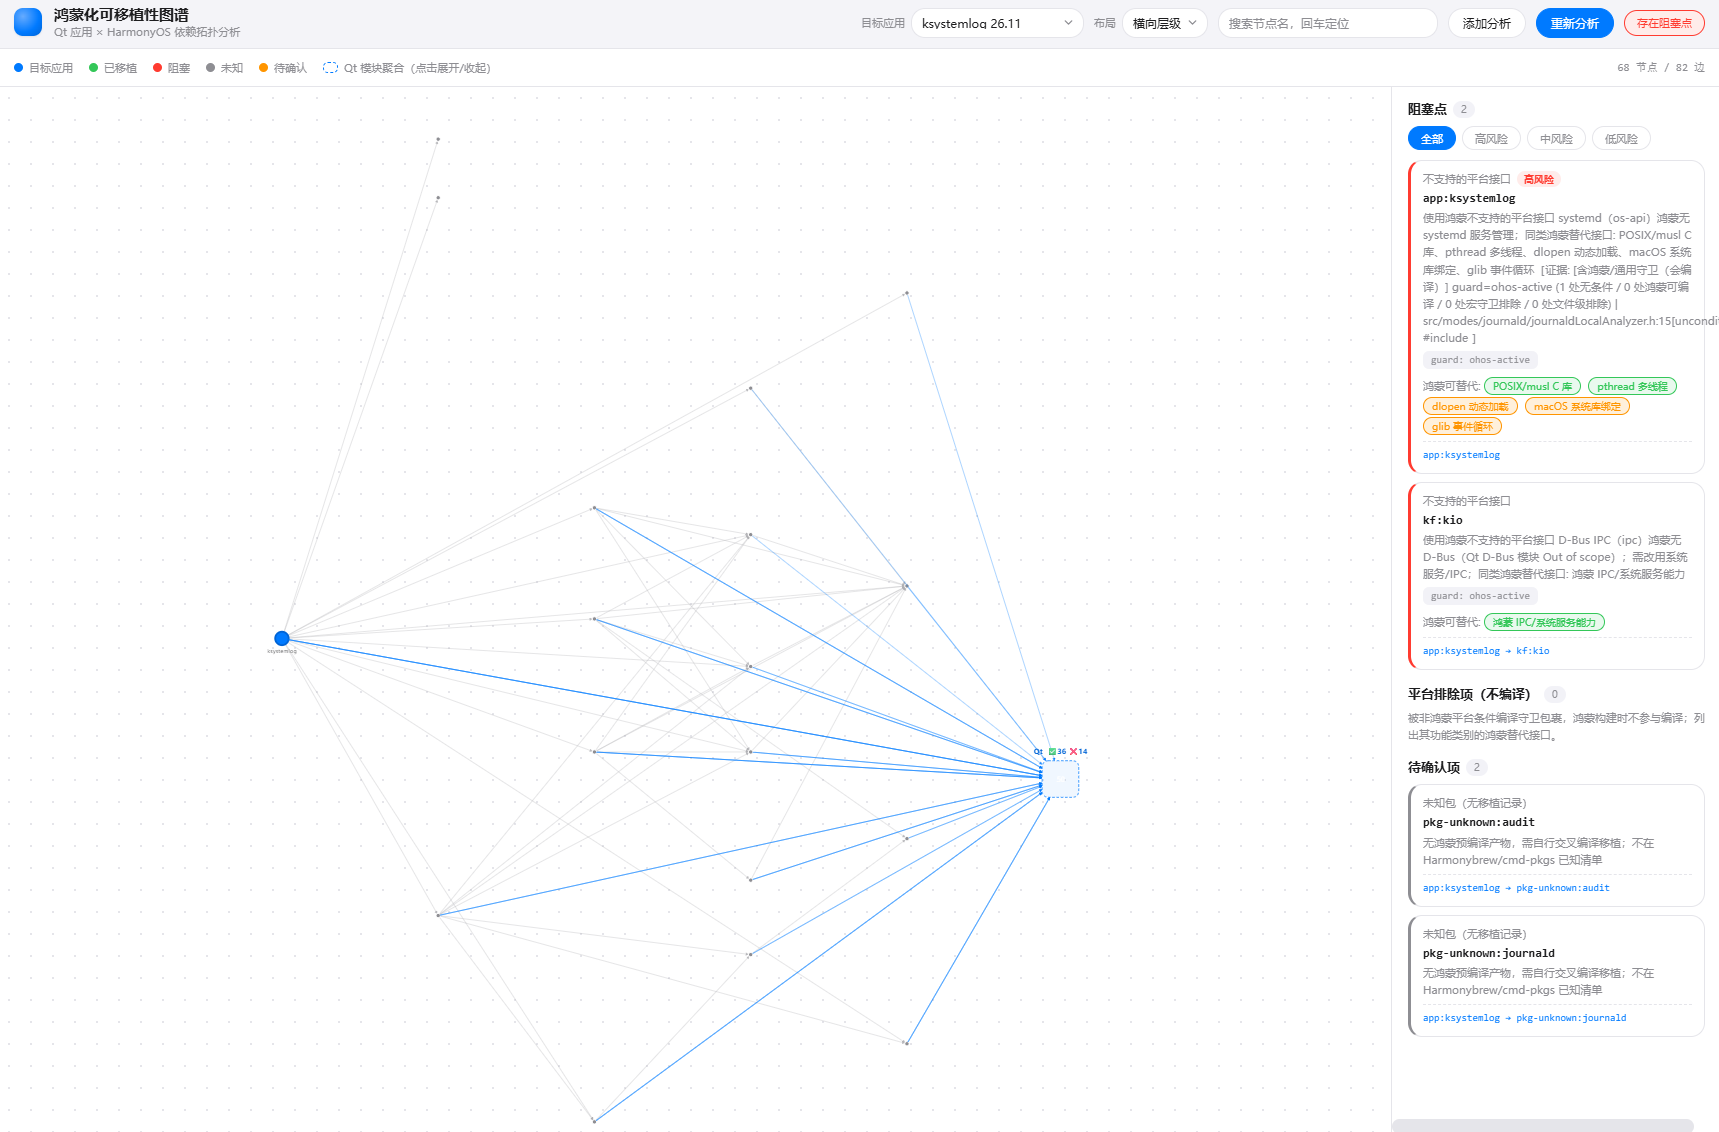 鸿蒙化可移植性图谱
Qt 应用 × HarmonyOS 依赖拓扑分析
目标应用
ksystemlog 26.11
布局
横向层级
搜索节点名，回车定位
添加分析
重新分析
存在阻塞点
目标应用
已移植
阻塞
未知
待确认
Qt 模块聚合（点击展开/收起）
68 节点 / 82 边
ksystemlog
Qt ✅36 ❌14
阻塞点 2
全部
高风险
中风险
低风险
不支持的平台接口 高风险
app:ksystemlog
使用鸿蒙不支持的平台接口 systemd（os-api）鸿蒙无
systemd 服务管理；同类鸿蒙替代接口: POSIX/musl C
库、pthread 多线程、dlopen 动态加载、macOS 系统
库绑定、glib 事件循环 [证据: [含鸿蒙/通用守卫（会编
译）] guard=ohos-active (1 处无条件 / 0 处鸿蒙可编
译 / 0 处宏守卫排除 / 0 处文件级排除) |
src/modes/journald/journaldLocalAnalyzer.h:15[uncondit
#include ]
guard: ohos-active
鸿蒙可替代: POSIX/musl C 库 pthread 多线程
dlopen 动态加载 macOS 系统库绑定
glib 事件循环
app:ksystemlog
不支持的平台接口
kf:kio
使用鸿蒙不支持的平台接口 D-Bus IPC（ipc）鸿蒙无
D-Bus（Qt D-Bus 模块 Out of scope）；需改用系统
服务/IPC；同类鸿蒙替代接口: 鸿蒙 IPC/系统服务能力
guard: ohos-active
鸿蒙可替代: 鸿蒙 IPC/系统服务能力
app:ksystemlog → kf:kio
平台排除项（不编译） 0
被非鸿蒙平台条件编译守卫包裹，鸿蒙构建时不参与编译；列
出其功能类别的鸿蒙替代接口。
待确认项 2
未知包（无移植记录）
pkg-unknown:audit
无鸿蒙预编译产物，需自行交叉编译移植；不在
Harmonybrew/cmd-pkgs 已知清单
app:ksystemlog → pkg-unknown:audit
未知包（无移植记录）
pkg-unknown:journald
无鸿蒙预编译产物，需自行交叉编译移植；不在
Harmonybrew/cmd-pkgs 已知清单
app:ksystemlog → pkg-unknown:journald